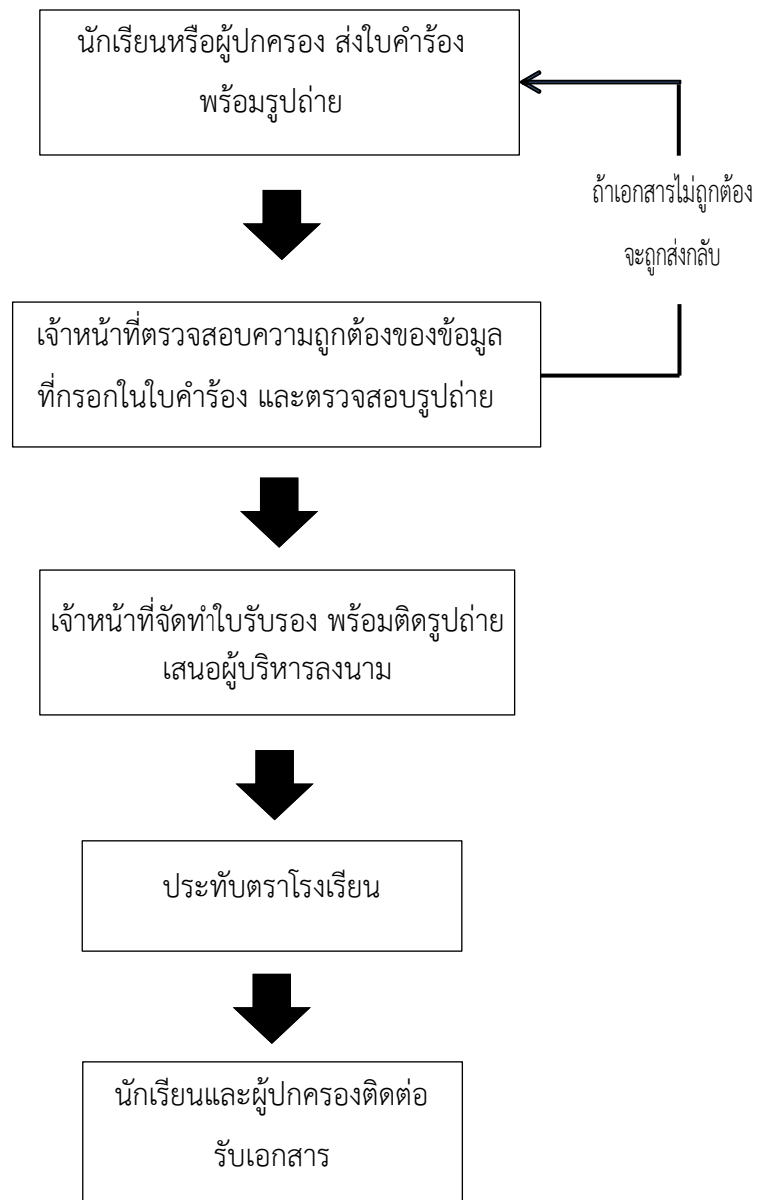 นักเรียนหรือผู้ปกครอง ส่งใบคำร้อง
พร้อมรูปถ่าย
ถ้าเอกสารไม่ถูกต้อง
จะถูกส่งกลับ
เจ้าหน้าที่ตรวจสอบความถูกต้องของข้อมูล
ที่กรอกในใบคำร้อง และตรวจสอบรูปถ่าย
เจ้าหน้าที่จัดทำใบรับรอง พร้อมติดรูปถ่าย
เสนอผู้บริหารลงนาม
ประทับตราโรงเรียน
นักเรียนและผู้ปกครองติดต่อ
รับเอกสาร